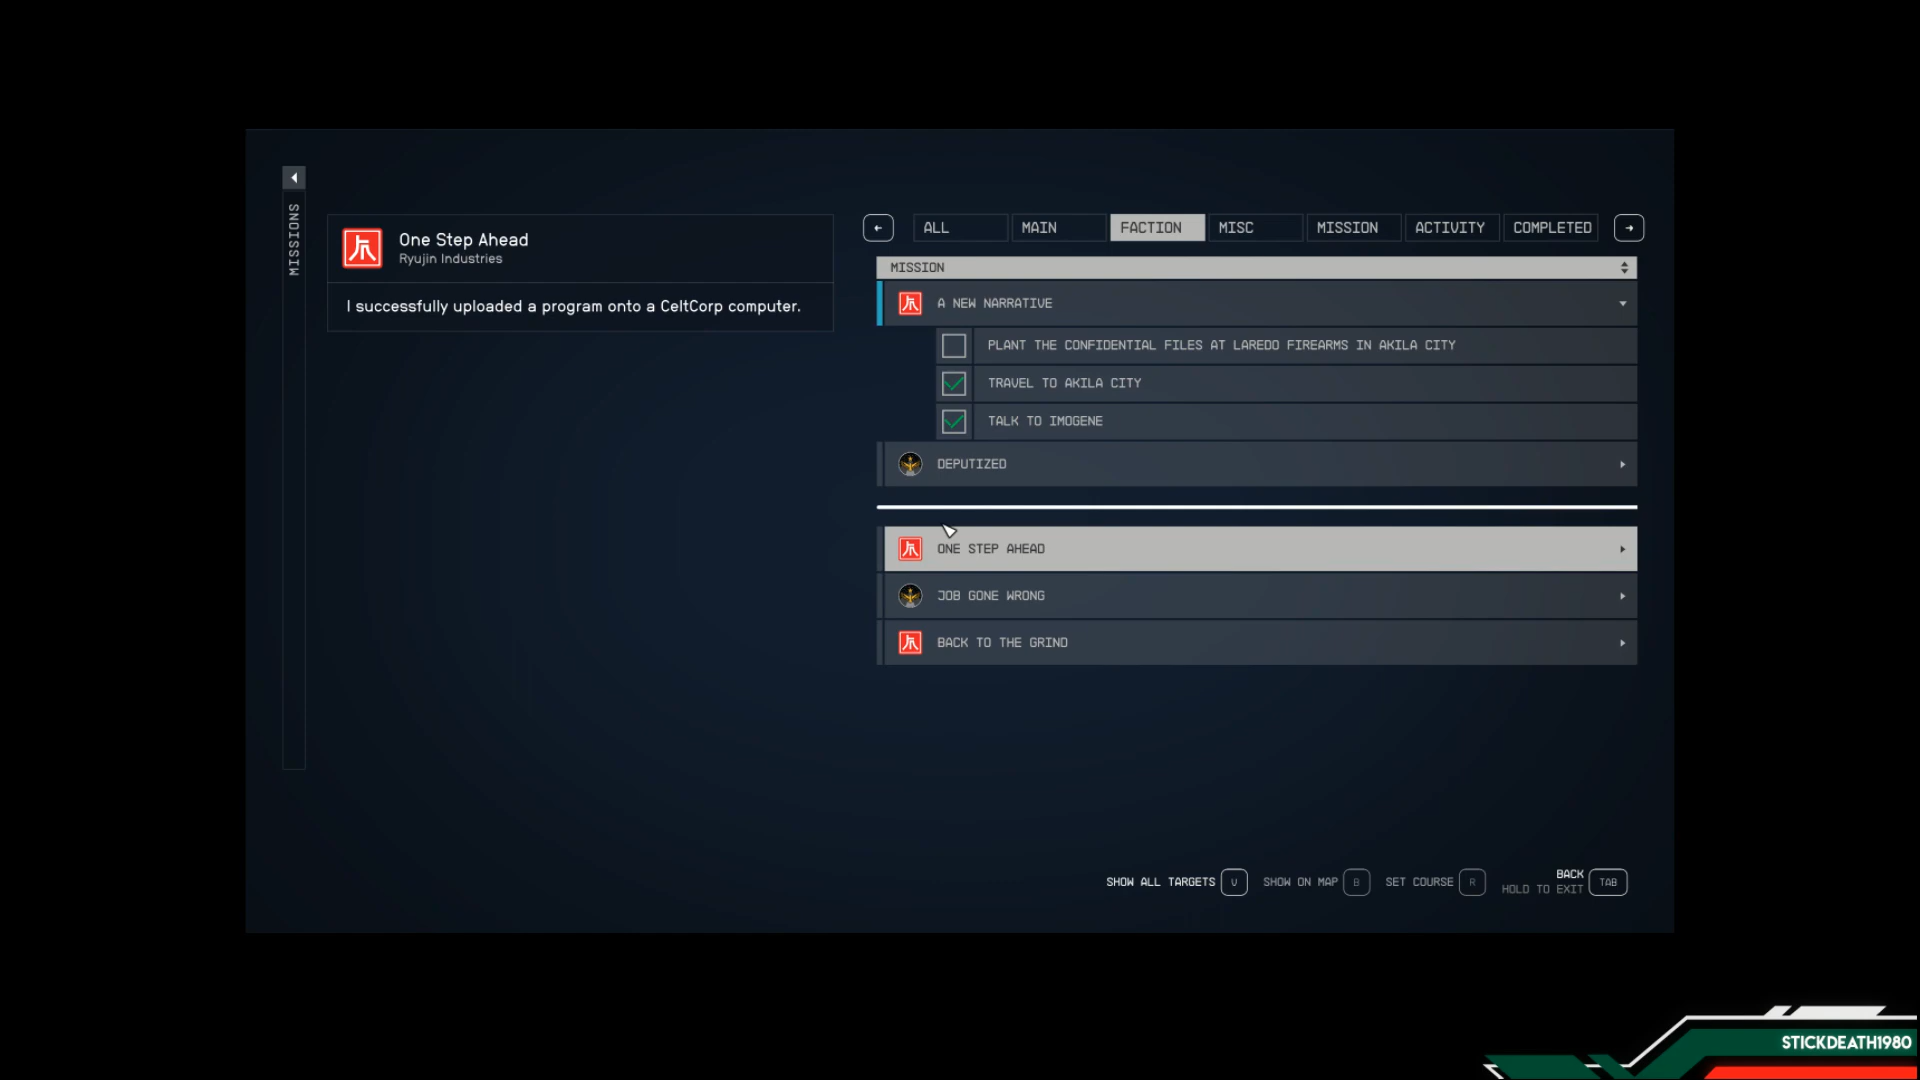 MISSIONS
One Step Ahead
Ryujin Industries
I successfully uploaded a program onto a CeltCorp computer.
ALL
MAIN
FACTION
MISC
MISSION
ACTIVITY
COMPLETED
MISSION
A NEW NARRATIVE
PLANT THE CONFIDENTIAL FILES AT LAREDO FIREARMS IN AKILA CITY
TRAVEL TO AKILA CITY
TALK TO IMOGENE
DEPUTIZED
ONE STEP AHEAD
JOB GONE WRONG
BACK TO THE GRIND
SHOW ALL TARGETS V
SHOW ON MAP B
SET COURSE R
BACK
HOLD TO EXIT TAB
STICKDEATH1980